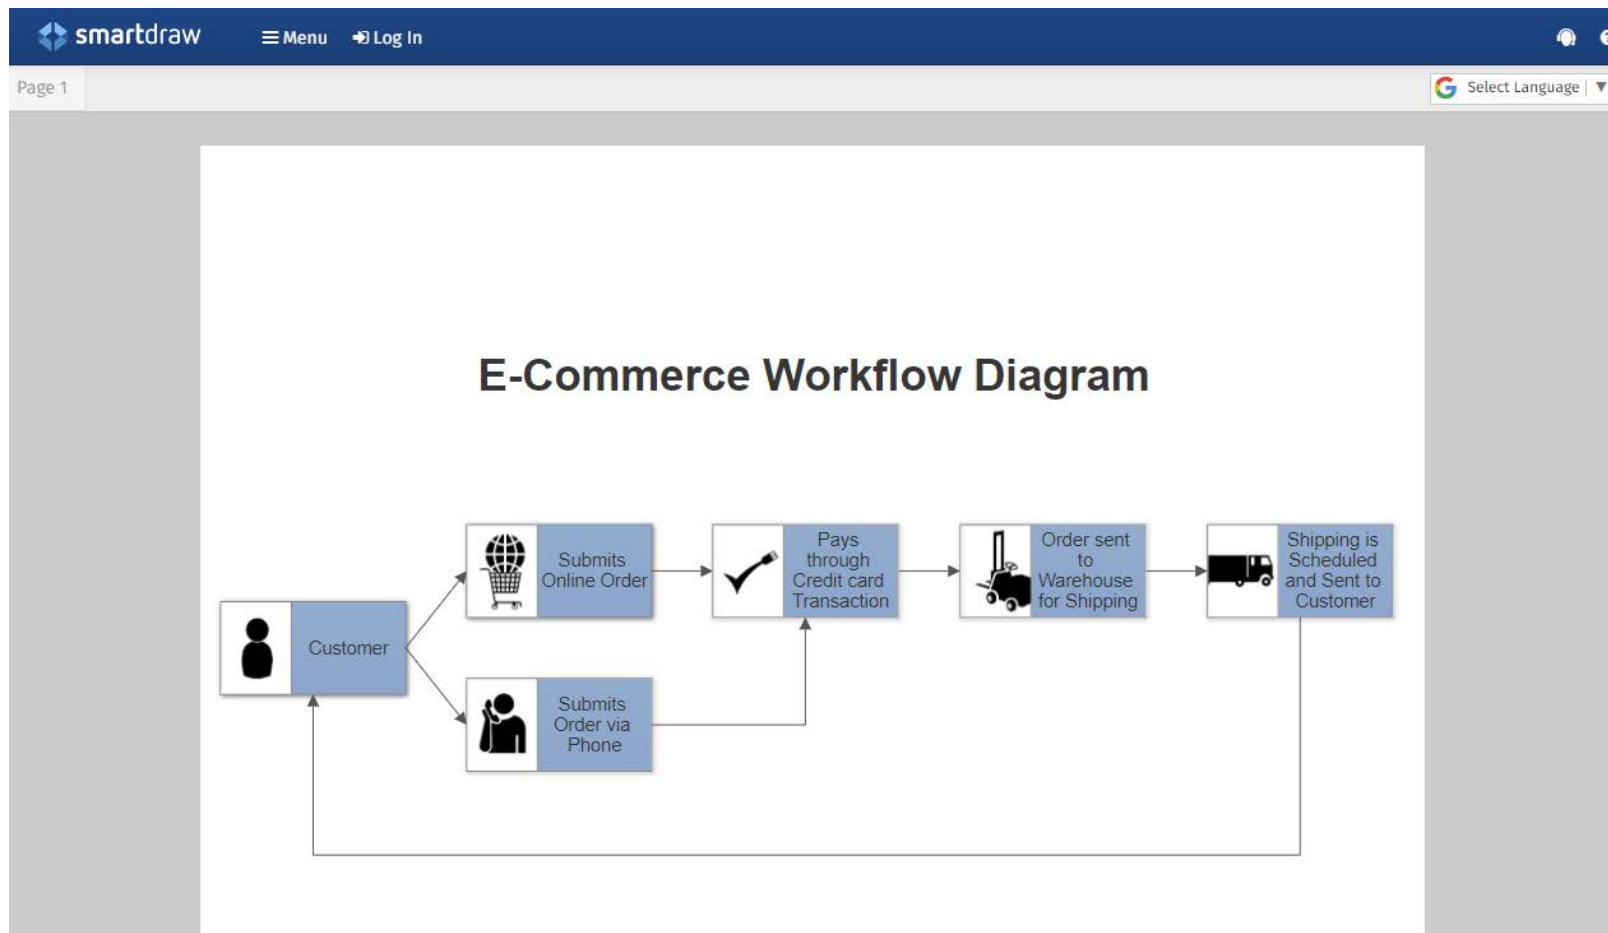 smartdraw
Menu
Log In
Page 1
Select Language
E-Commerce Workflow Diagram
Customer
Submits
Online Order
Submits
Order via
Phone
Pays
through
Credit card
Transaction
Order sent
to
Warehouse
for Shipping
Shipping is
Scheduled
and Sent to
Customer